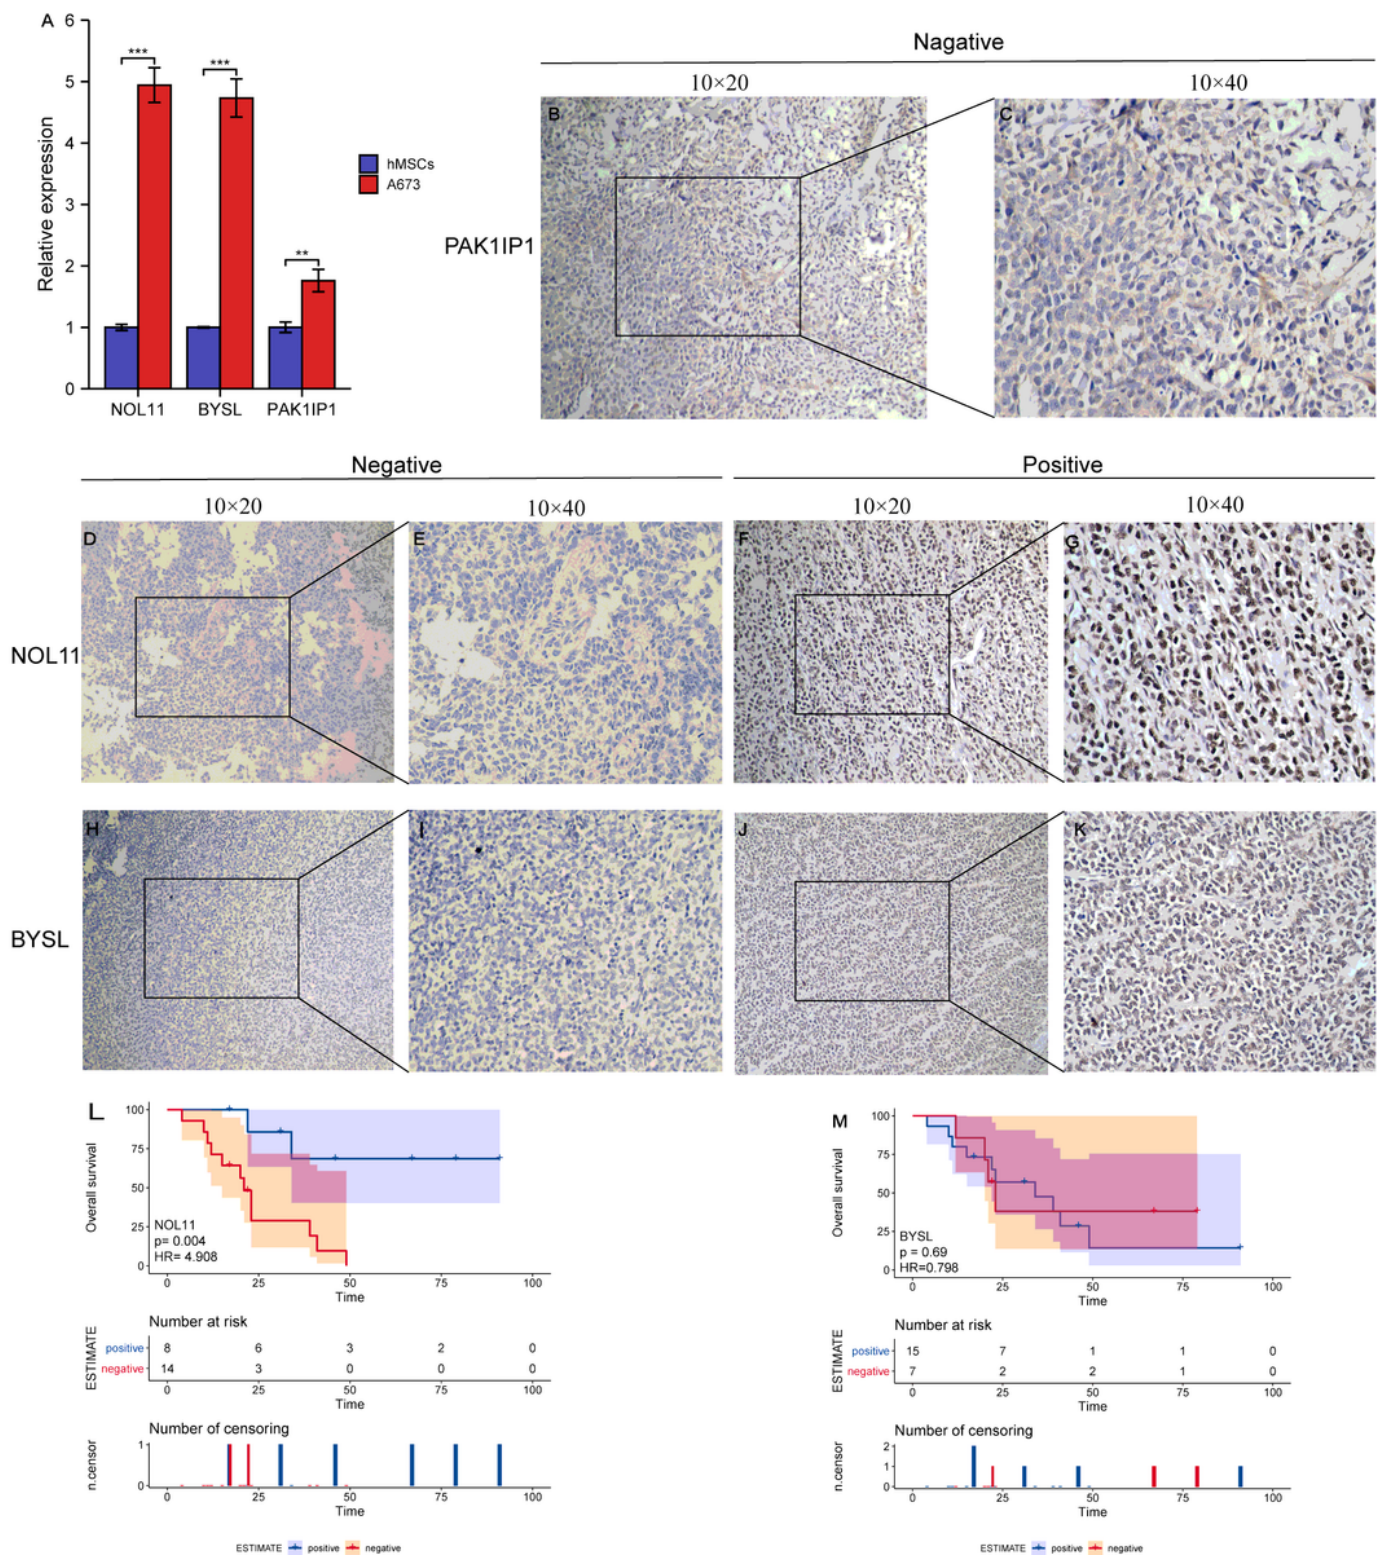 A
6
5
4
3
2
1
0
Relative expression
***
***
**
NOL11 BYSL PAK1IP1
hMSCs
A673
Nagative
10×20 10×40
PAK1IP1
B C
Negative Positive
10×20 10×40 10×20 10×40
NOL11
D E F G
BYSL
H I J K
L
Overall survival
100
75
50
25
0
NOL11
p= 0.004
HR= 4.908
0 25 50 75 100
Time
Number at risk
ESTIMATE
positive 8 6 3 2 0
negative 14 3 0 0 0
0 25 50 75 100
Time
Number of censoring
n.censor
1
0
0 25 50 75 100
Time
ESTIMATE positive negative
M
Overall survival
100
75
50
25
0
BYSL
p = 0.69
HR=0.798
0 25 50 75 100
Time
Number at risk
ESTIMATE
positive 15 7 1 1 0
negative 7 2 2 1 0
0 25 50 75 100
Time
Number of censoring
n.censor
2
1
0
0 25 50 75 100
Time
ESTIMATE positive negative